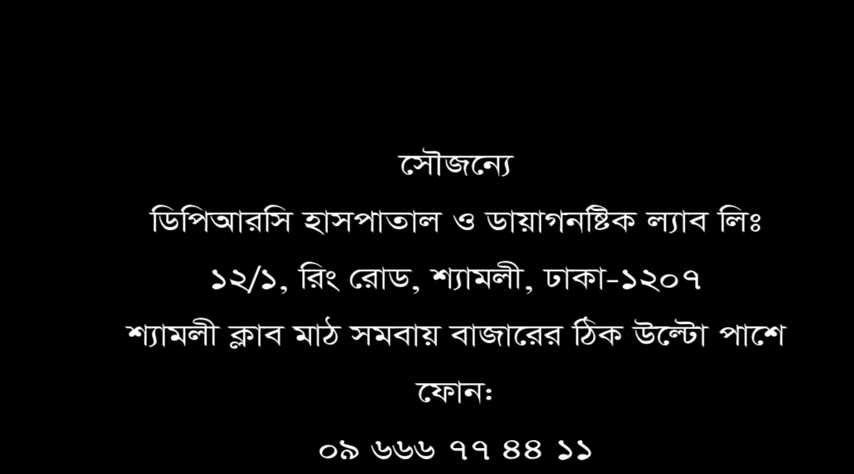 সৌজন্যে
ডিপিআরসি হাসপাতাল ও ডায়াগনষ্টিক ল্যাব লিঃ
১২/১, রিং রোড, শ্যামলী, ঢাকা-১২০৭
শ্যামলী ক্লাব মাঠ সমবায় বাজারের ঠিক উল্টো পাশে
ফোন:
০৯ ৬৬৬ ৭৭ ৪৪ ১১